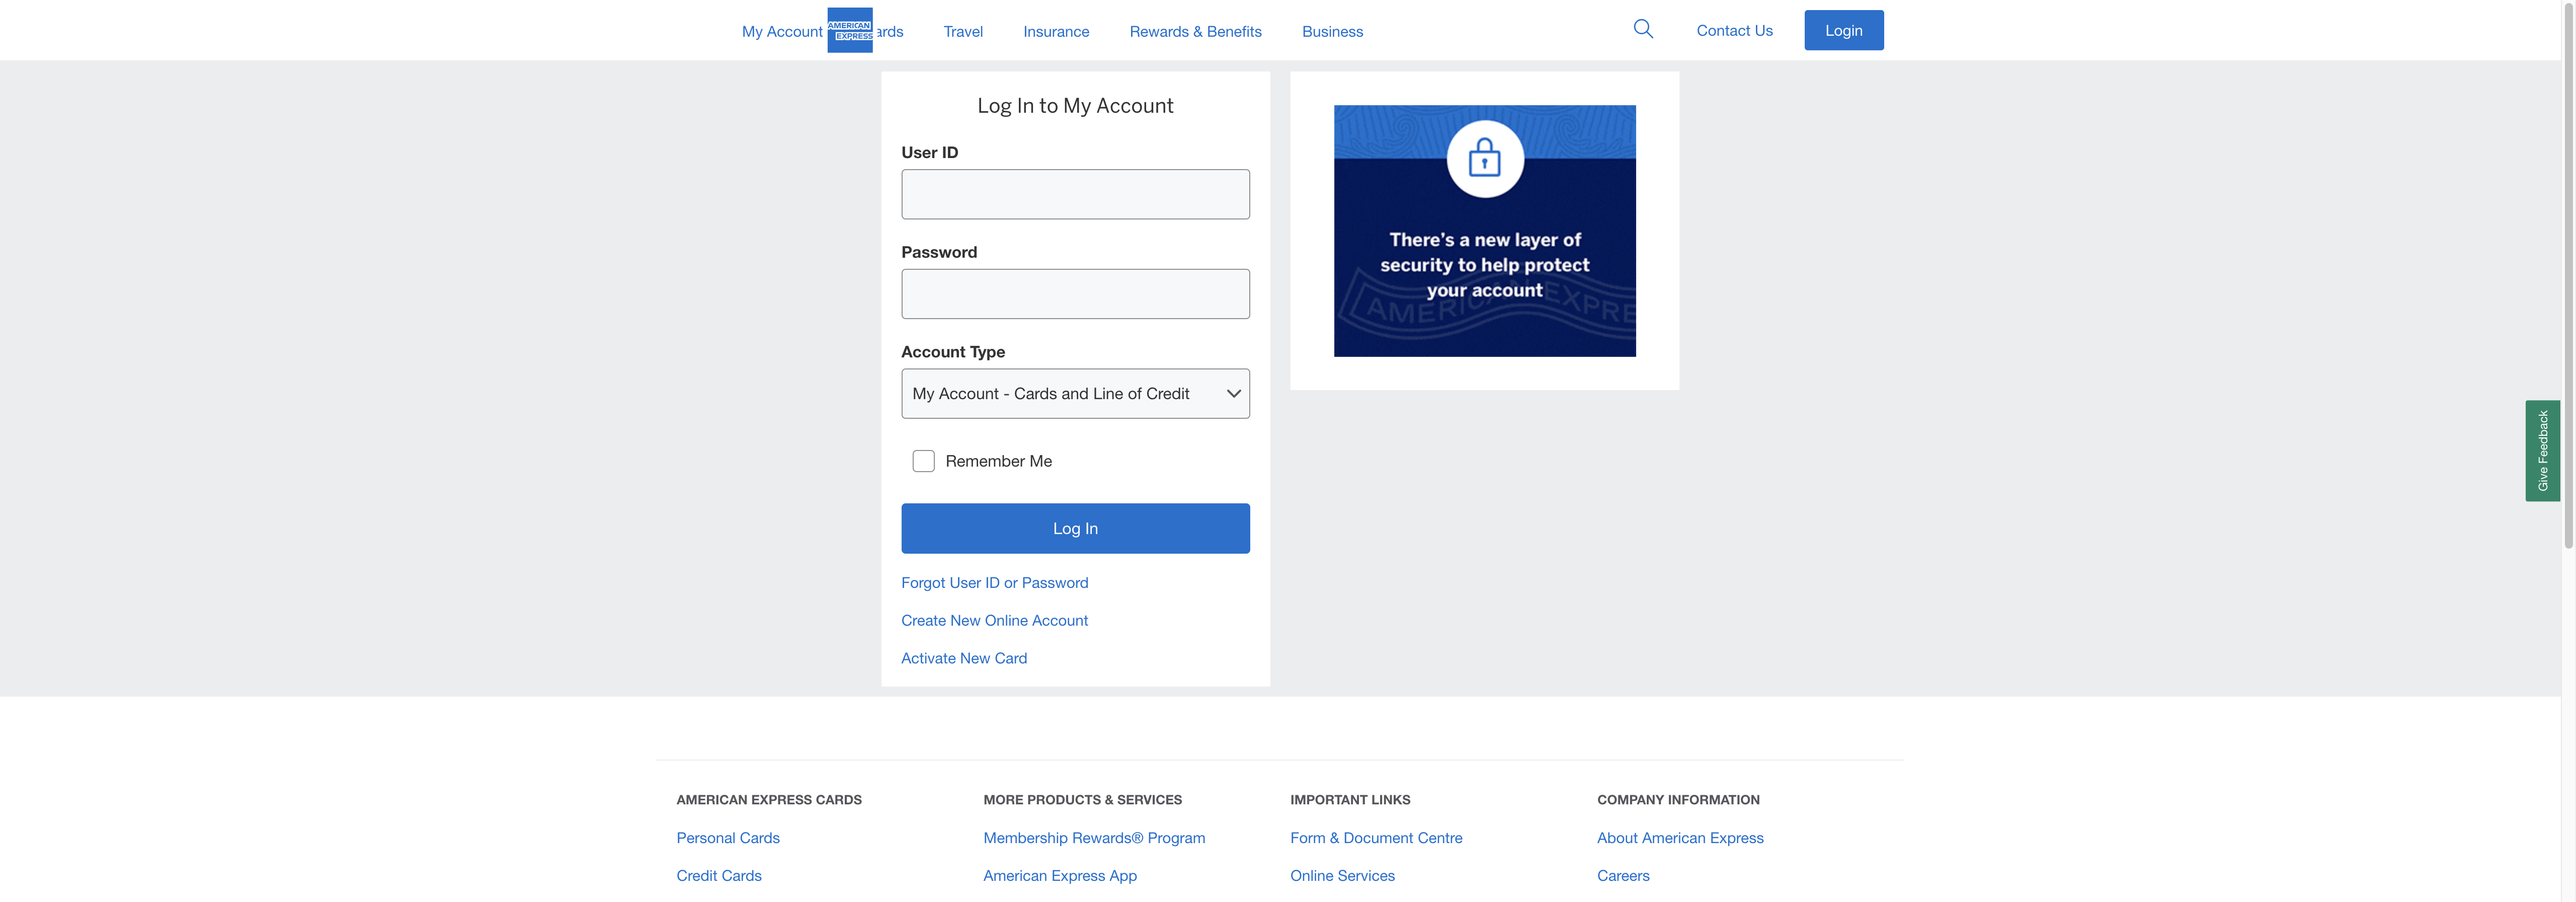 My Account
AMERICAN
EXPRESS
ards
Travel
Insurance
Rewards & Benefits
Business
Contact Us
Login
Log In to My Account
User ID
Password
Account Type
My Account - Cards and Line of Credit
Remember Me
Log In
Forgot User ID or Password
Create New Online Account
Activate New Card
There's a new layer of
security to help protect
your account
AMERICAN EXPRE
Give Feedback
AMERICAN EXPRESS CARDS
Personal Cards
Credit Cards
MORE PRODUCTS & SERVICES
Membership Rewards® Program
American Express App
IMPORTANT LINKS
Form & Document Centre
Online Services
COMPANY INFORMATION
About American Express
Careers